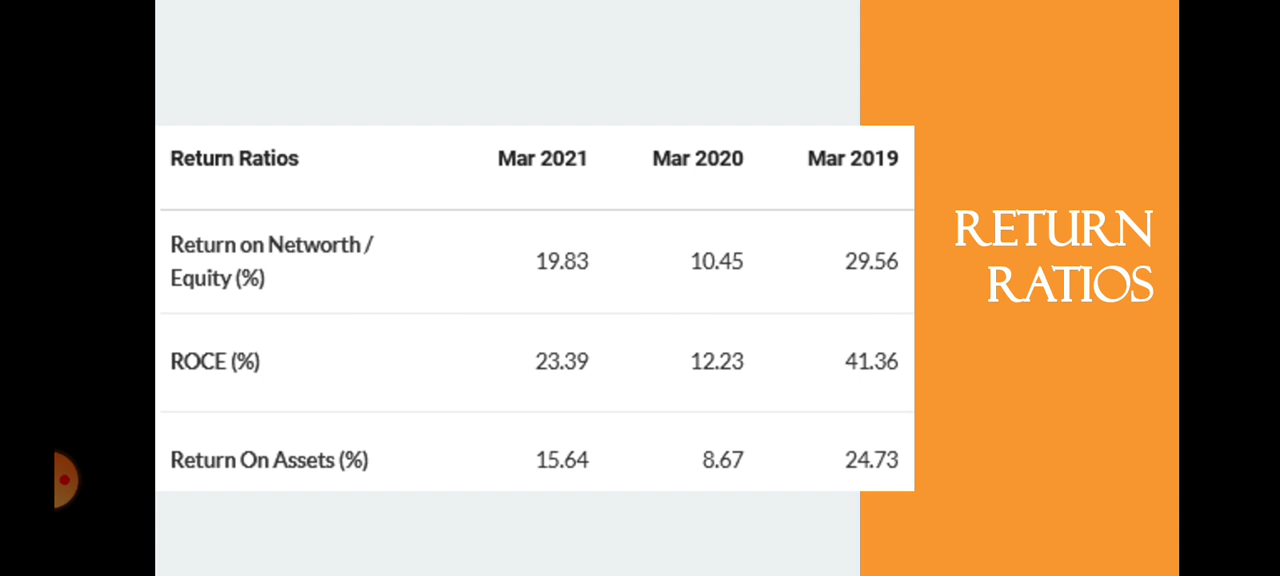 Return Ratios Mar 2021 Mar 2020 Mar 2019
Return on Networth /
Equity (%) 19.83 10.45 29.56
ROCE (%) 23.39 12.23 41.36
Return On Assets (%) 15.64 8.67 24.73
RETURN
RATIOS